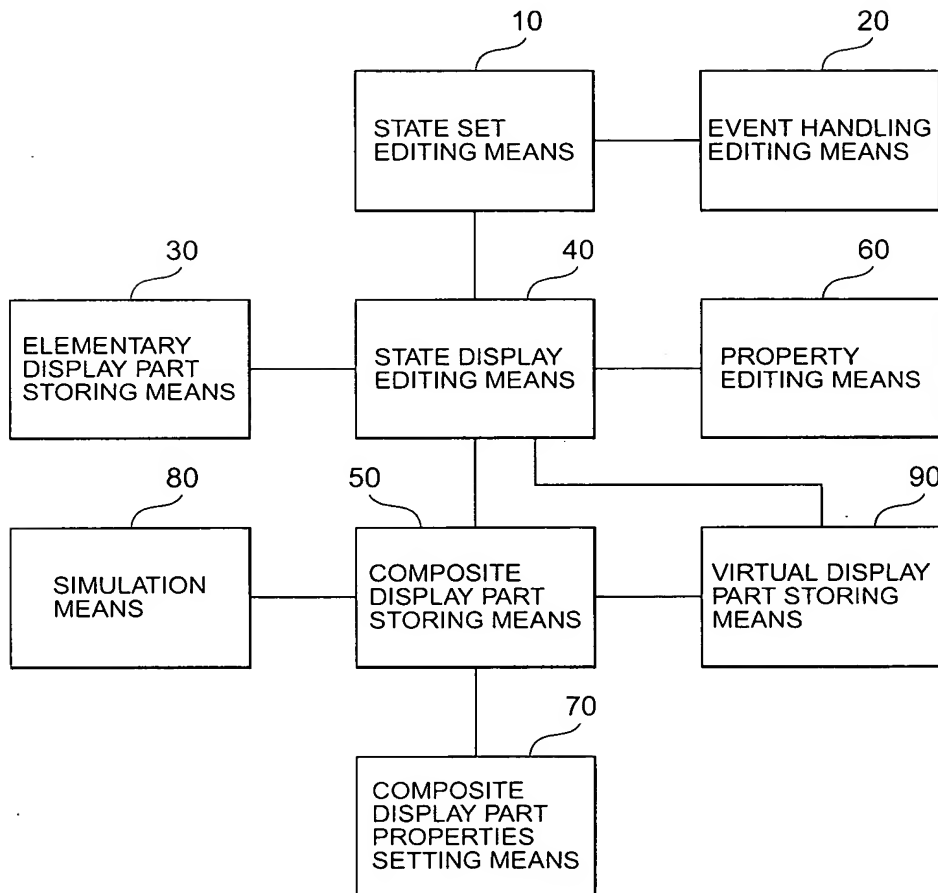 10
20
STATE SET
EDITING MEANS
EVENT HANDLING
EDITING MEANS
30
40
60
ELEMENTARY
DISPLAY PART
STORING MEANS
STATE DISPLAY
EDITING MEANS
PROPERTY
EDITING MEANS
80
50
90
SIMULATION
MEANS
COMPOSITE
DISPLAY PART
STORING MEANS
VIRTUAL DISPLAY
PART STORING
MEANS
70
COMPOSITE
DISPLAY PART
PROPERTIES
SETTING MEANS